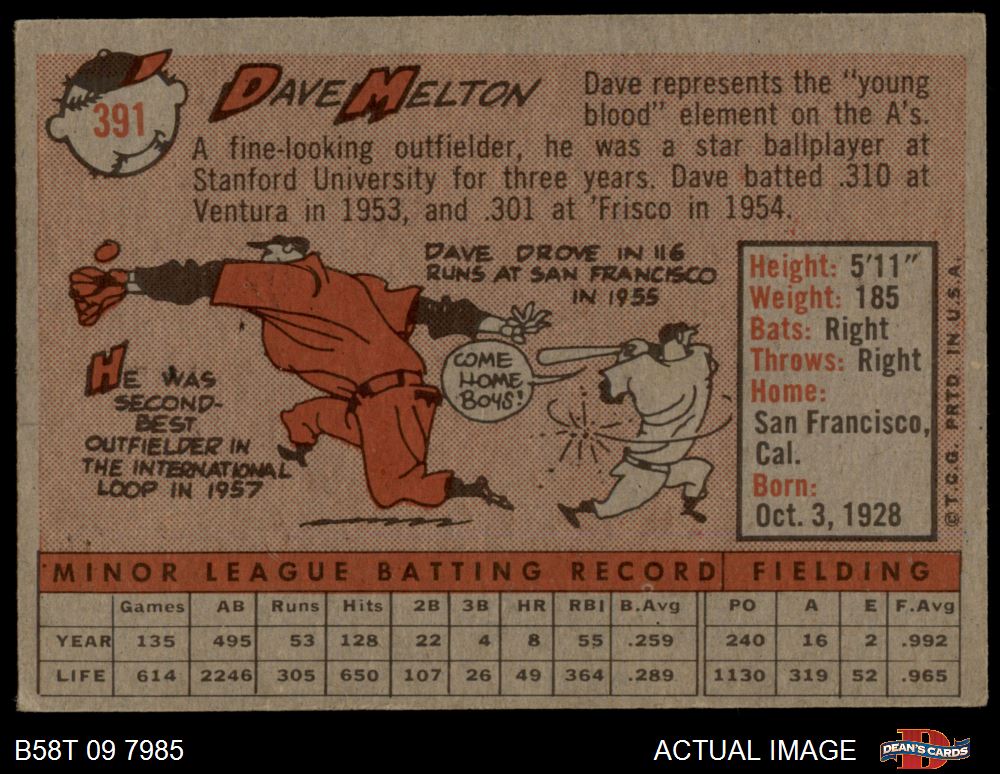 391
DAVE MELTON
Dave represents the "young
blood" element on the A's.
A fine-looking outfielder, he was a star ballplayer at
Stanford University for three years. Dave batted .310 at
Ventura in 1953, and .301 at 'Frisco in 1954.
DAVE DROVE IN 116
RUNS AT SAN FRANCISCO
IN 1955
COME
HOME
BOYS!
HE WAS
SECOND-
BEST
OUTFIELDER IN
THE INTERNATIONAL
LOOP IN 1957
Height: 5'11"
Weight: 185
Bats: Right
Throws: Right
Home:
San Francisco,
Cal.
Born:
Oct. 3, 1928
© T.C.G. PRTD. IN U.S.A.
MINOR LEAGUE BATTING RECORD FIELDING
Games AB Runs Hits 2B 3B HR RBI B.Avg PO A E F.Avg
YEAR 135 495 53 128 22 4 8 55 .259 240 16 2 .992
LIFE 614 2246 305 650 107 26 49 364 .289 1130 319 52 .965
B58T 09 7985 ACTUAL IMAGE DEAN'S CARDS